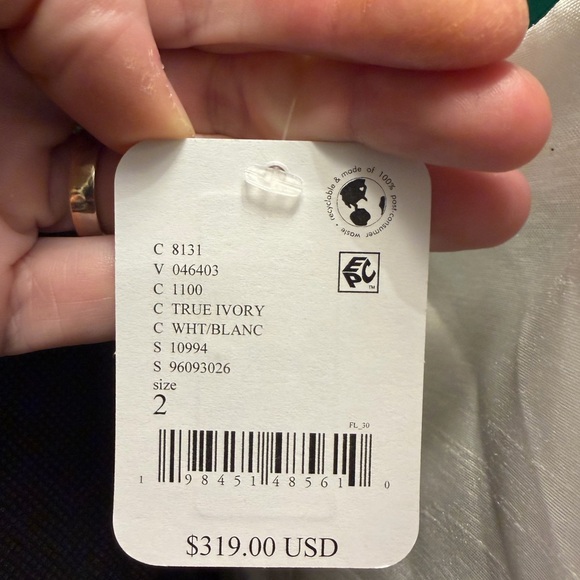 recyclable & made of 100% post-consumer waste •
EPC™
C 8131
V 046403
C 1100
C TRUE IVORY
C WHT/BLANC
S 10994
S 96093026
size
2
FL_30
1 98451 48561 0
$319.00 USD